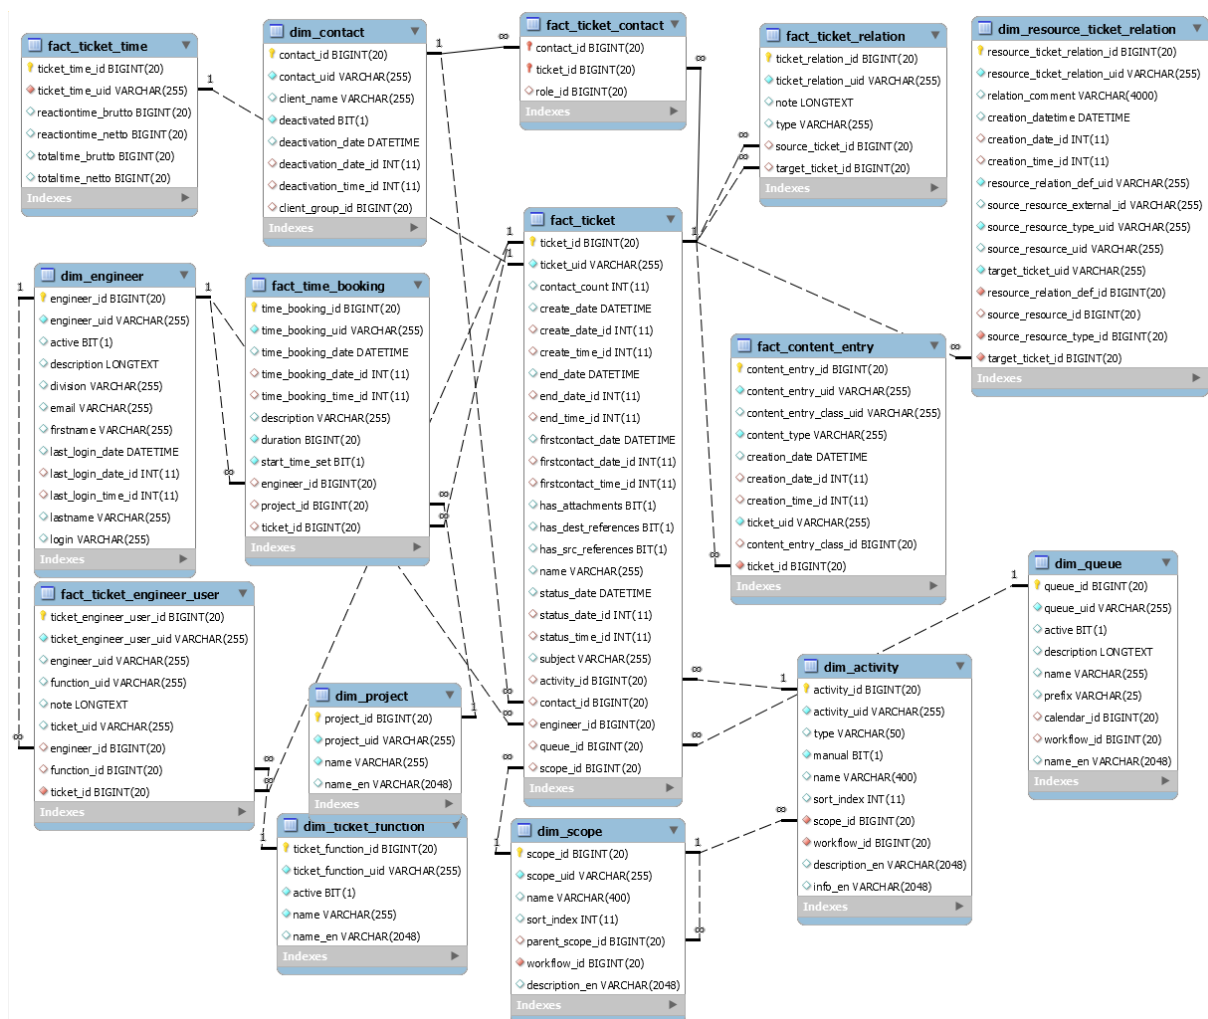 fact_ticket_time
ticket_time_id BIGINT(20)
ticket_time_uid VARCHAR(255)
reactiontime_brutto BIGINT(20)
reactiontime_netto BIGINT(20)
totaltime_brutto BIGINT(20)
totaltime_netto BIGINT(20)
Indexes
1
dim_contact
contact_id BIGINT(20)
contact_uid VARCHAR(255)
client_name VARCHAR(255)
deactivated BIT(1)
deactivation_date DATETIME
deactivation_date_id INT(11)
deactivation_time_id INT(11)
client_group_id BIGINT(20)
Indexes
1
∞
fact_ticket_contact
contact_id BIGINT(20)
ticket_id BIGINT(20)
role_id BIGINT(20)
Indexes
∞
fact_ticket_relation
ticket_relation_id BIGINT(20)
ticket_relation_uid VARCHAR(255)
note LONGTEXT
type VARCHAR(255)
source_ticket_id BIGINT(20)
target_ticket_id BIGINT(20)
Indexes
∞
∞
dim_resource_ticket_relation
resource_ticket_relation_id BIGINT(20)
resource_ticket_relation_uid VARCHAR(255)
relation_comment VARCHAR(4000)
creation_datetime DATETIME
creation_date_id INT(11)
creation_time_id INT(11)
resource_relation_def_uid VARCHAR(255)
source_resource_external_id VARCHAR(255)
source_resource_type_uid VARCHAR(255)
source_resource_uid VARCHAR(255)
target_ticket_uid VARCHAR(255)
resource_relation_def_id BIGINT(20)
source_resource_id BIGINT(20)
source_resource_type_id BIGINT(20)
target_ticket_id BIGINT(20)
Indexes
∞
dim_engineer
engineer_id BIGINT(20)
engineer_uid VARCHAR(255)
active BIT(1)
description LONGTEXT
division VARCHAR(255)
email VARCHAR(255)
firstname VARCHAR(255)
last_login_date DATETIME
last_login_date_id INT(11)
last_login_time_id INT(11)
lastname VARCHAR(255)
login VARCHAR(255)
Indexes
1
1
fact_time_booking
time_booking_id BIGINT(20)
time_booking_uid VARCHAR(255)
time_booking_date DATETIME
time_booking_date_id INT(11)
time_booking_time_id INT(11)
description VARCHAR(255)
duration BIGINT(20)
start_time_set BIT(1)
engineer_id BIGINT(20)
project_id BIGINT(20)
ticket_id BIGINT(20)
Indexes
∞
∞
∞
fact_ticket
ticket_id BIGINT(20)
ticket_uid VARCHAR(255)
contact_count INT(11)
create_date DATETIME
create_date_id INT(11)
create_time_id INT(11)
end_date DATETIME
end_date_id INT(11)
end_time_id INT(11)
firstcontact_date DATETIME
firstcontact_date_id INT(11)
firstcontact_time_id INT(11)
has_attachments BIT(1)
has_dest_references BIT(1)
has_src_references BIT(1)
name VARCHAR(255)
status_date DATETIME
status_date_id INT(11)
status_time_id INT(11)
subject VARCHAR(255)
activity_id BIGINT(20)
contact_id BIGINT(20)
engineer_id BIGINT(20)
queue_id BIGINT(20)
scope_id BIGINT(20)
Indexes
1
1
1
∞
∞
∞
∞
∞
fact_content_entry
content_entry_id BIGINT(20)
content_entry_uid VARCHAR(255)
content_entry_class_uid VARCHAR(255)
content_type VARCHAR(255)
creation_date DATETIME
creation_date_id INT(11)
creation_time_id INT(11)
ticket_uid VARCHAR(255)
content_entry_class_id BIGINT(20)
ticket_id BIGINT(20)
Indexes
∞
dim_queue
queue_id BIGINT(20)
queue_uid VARCHAR(255)
active BIT(1)
description LONGTEXT
name VARCHAR(255)
prefix VARCHAR(25)
calendar_id BIGINT(20)
workflow_id BIGINT(20)
name_en VARCHAR(2048)
Indexes
1
fact_ticket_engineer_user
ticket_engineer_user_id BIGINT(20)
ticket_engineer_user_uid VARCHAR(255)
engineer_uid VARCHAR(255)
function_uid VARCHAR(255)
note LONGTEXT
ticket_uid VARCHAR(255)
engineer_id BIGINT(20)
function_id BIGINT(20)
ticket_id BIGINT(20)
Indexes
∞
∞
∞
dim_project
project_id BIGINT(20)
project_uid VARCHAR(255)
name VARCHAR(255)
name_en VARCHAR(2048)
Indexes
1
dim_ticket_function
ticket_function_id BIGINT(20)
ticket_function_uid VARCHAR(255)
active BIT(1)
name VARCHAR(255)
name_en VARCHAR(2048)
Indexes
1
dim_scope
scope_id BIGINT(20)
scope_uid VARCHAR(255)
name VARCHAR(400)
sort_index INT(11)
parent_scope_id BIGINT(20)
workflow_id BIGINT(20)
description_en VARCHAR(2048)
Indexes
1
1
∞
dim_activity
activity_id BIGINT(20)
activity_uid VARCHAR(255)
type VARCHAR(50)
manual BIT(1)
name VARCHAR(400)
sort_index INT(11)
scope_id BIGINT(20)
workflow_id BIGINT(20)
description_en VARCHAR(2048)
info_en VARCHAR(2048)
Indexes
1
∞